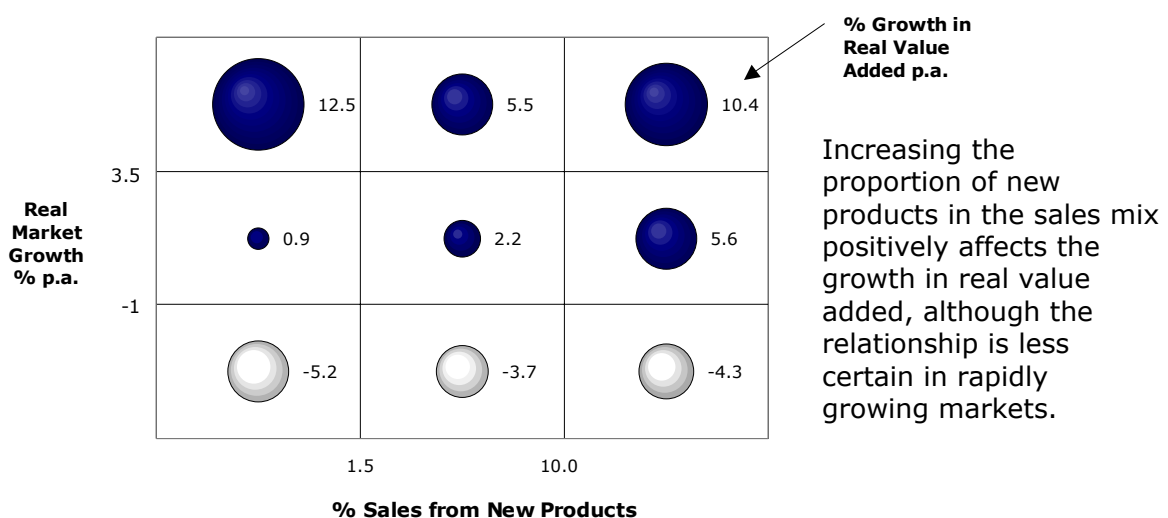 % Growth in
Real Value
Added p.a.
12.5
5.5
10.4
3.5
Real
Market
Growth
% p.a.
0.9
2.2
5.6
-1
-5.2
-3.7
-4.3
1.5
10.0
% Sales from New Products
Increasing the
proportion of new
products in the sales mix
positively affects the
growth in real value
added, although the
relationship is less
certain in rapidly
growing markets.